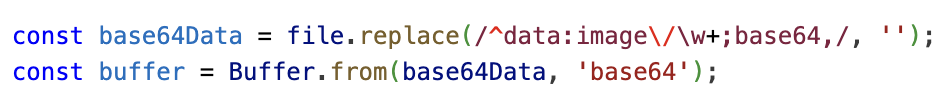 const base64Data = file.replace(/^data:image\/\w+;base64,/, '');
const buffer = Buffer.from(base64Data, 'base64');